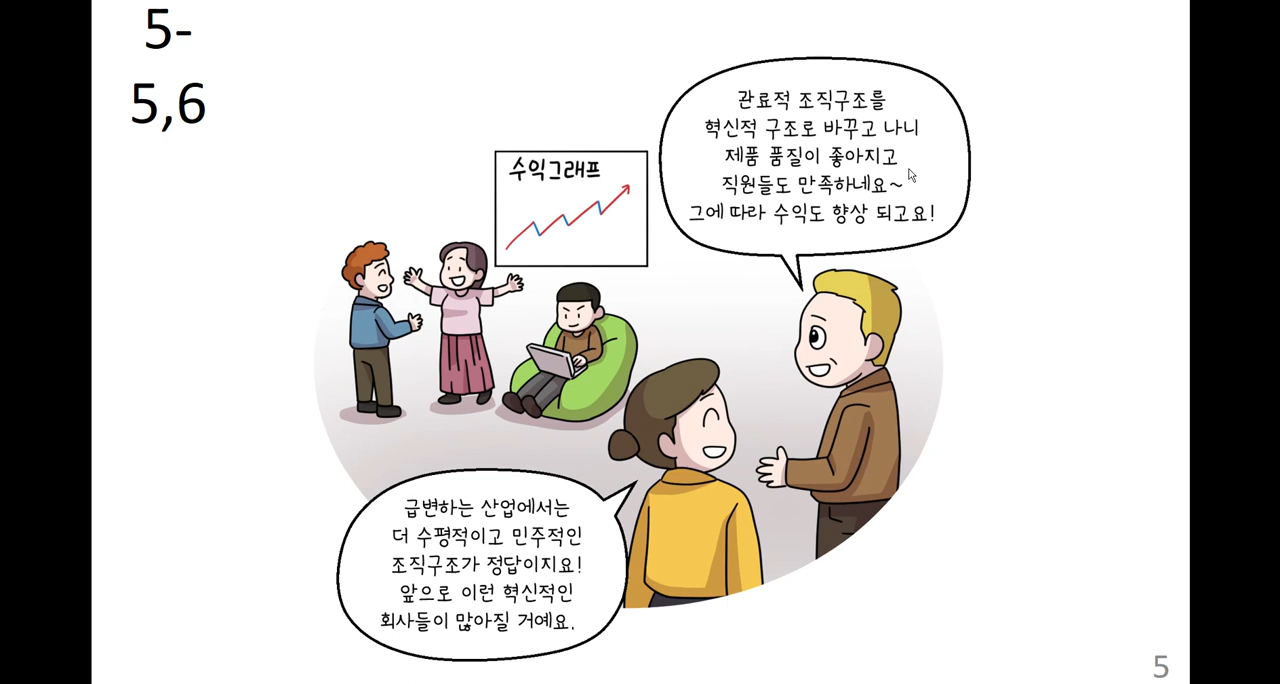 5-
5,6
관료적 조직구조를
혁신적 구조로 바꾸고 나니
제품 품질이 좋아지고
직원들도 만족하네요~
그에 따라 수익도 향상 되고요!
수익그래프
급변하는 산업에서는
더 수평적이고 민주적인
조직구조가 정답이지요!
앞으로 이런 혁신적인
회사들이 많아질 거예요.
5